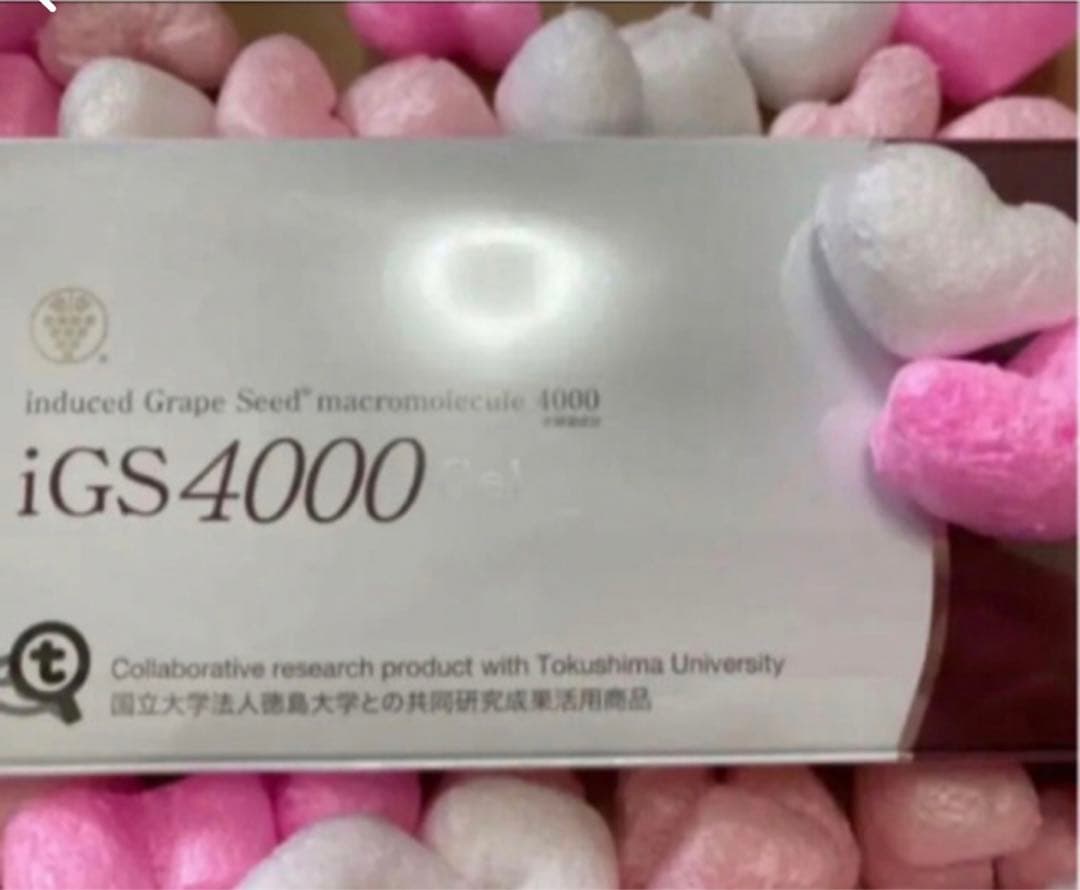 induced Grape Seed® macromolecule 4000
iGS4000 Gel
t
Collaborative research product with Tokushima University
国立大学法人徳島大学との共同研究成果活用商品